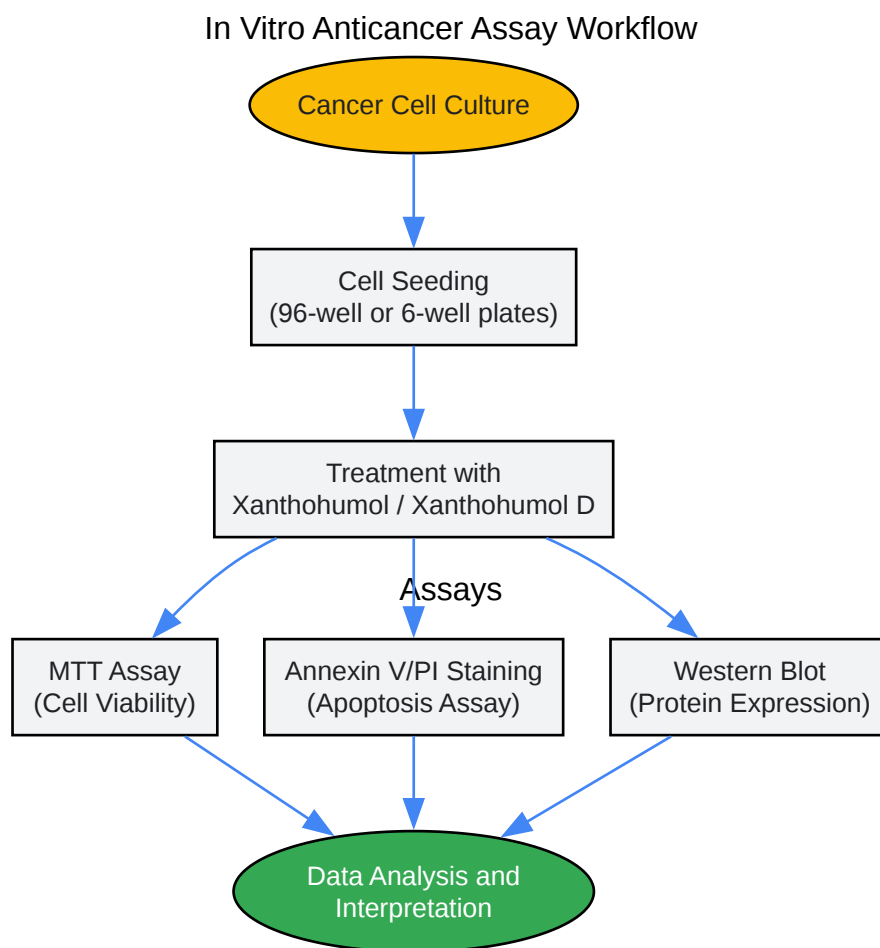 In Vitro Anticancer Assay Workflow
Cancer Cell Culture
Cell Seeding
(96-well or 6-well plates)
Treatment with
Xanthohumol / Xanthohumol D
Assays
MTT Assay
(Cell Viability)
Annexin V/PI Staining
(Apoptosis Assay)
Western Blot
(Protein Expression)
Data Analysis and
Interpretation